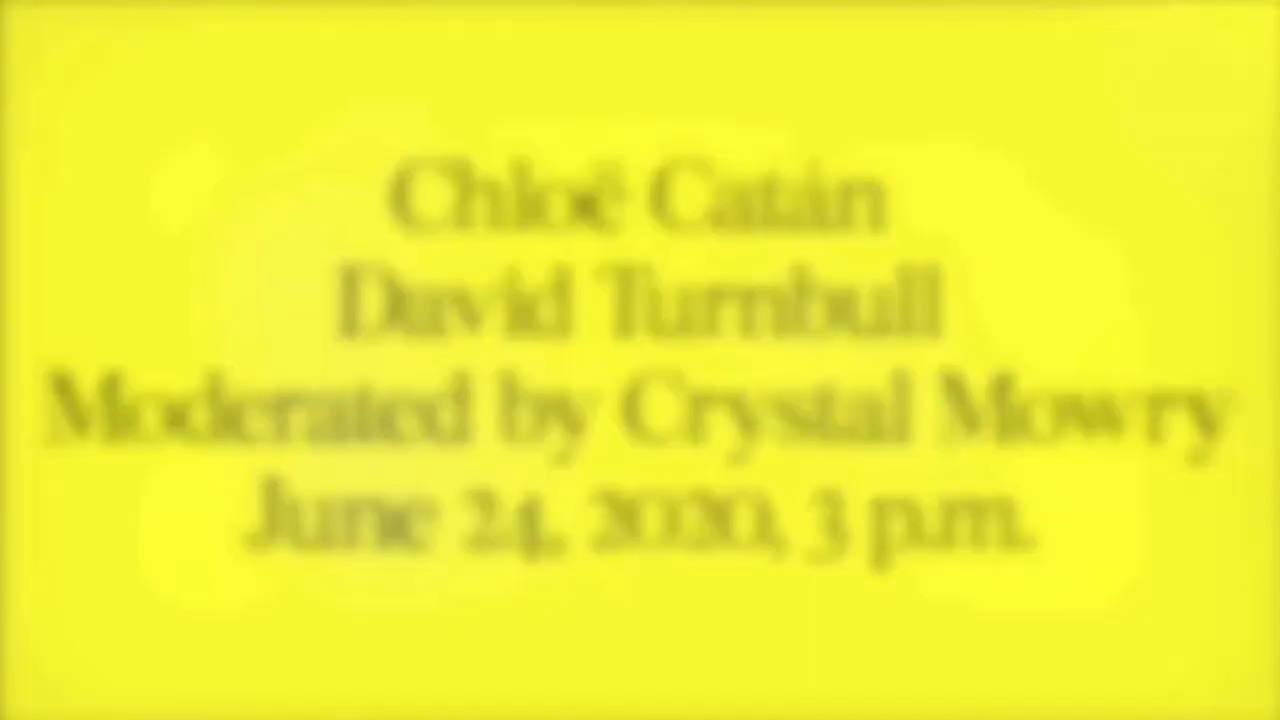 Chloë Catán
David Turnbull
Moderated by Crystal Mowry
June 24, 2020, 3 p.m.